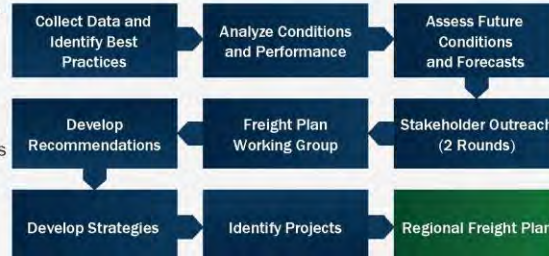 Collect Data and
Identify Best
Practices
Analyze Conditions
and Performance
Assess Future
Conditions
and Forecasts
Develop
Recommendations
Freight Plan
Working Group
Stakeholder Outreach
(2 Rounds)
Develop Strategies
Identify Projects
Regional Freight Plan